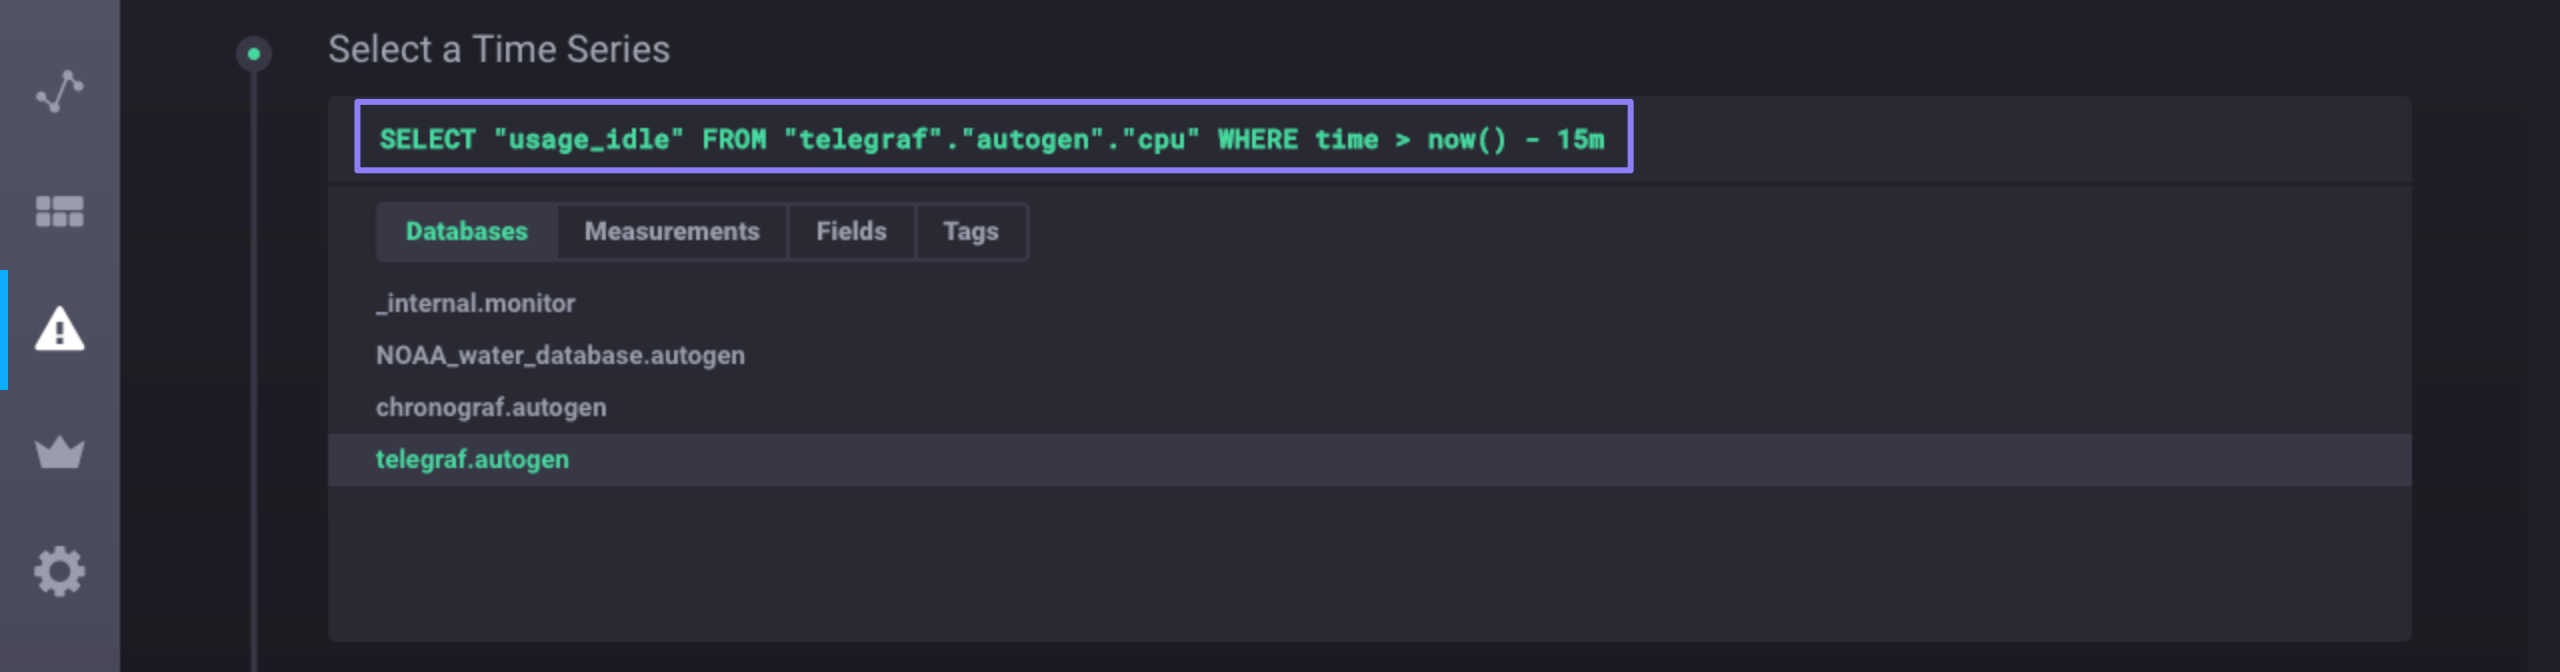 Select a Time Series
SELECT "usage_idle" FROM "telegraf"."autogen"."cpu" WHERE time > now() - 15m
Databases Measurements Fields Tags
_internal.monitor
NOAA_water_database.autogen
chronograf.autogen
telegraf.autogen